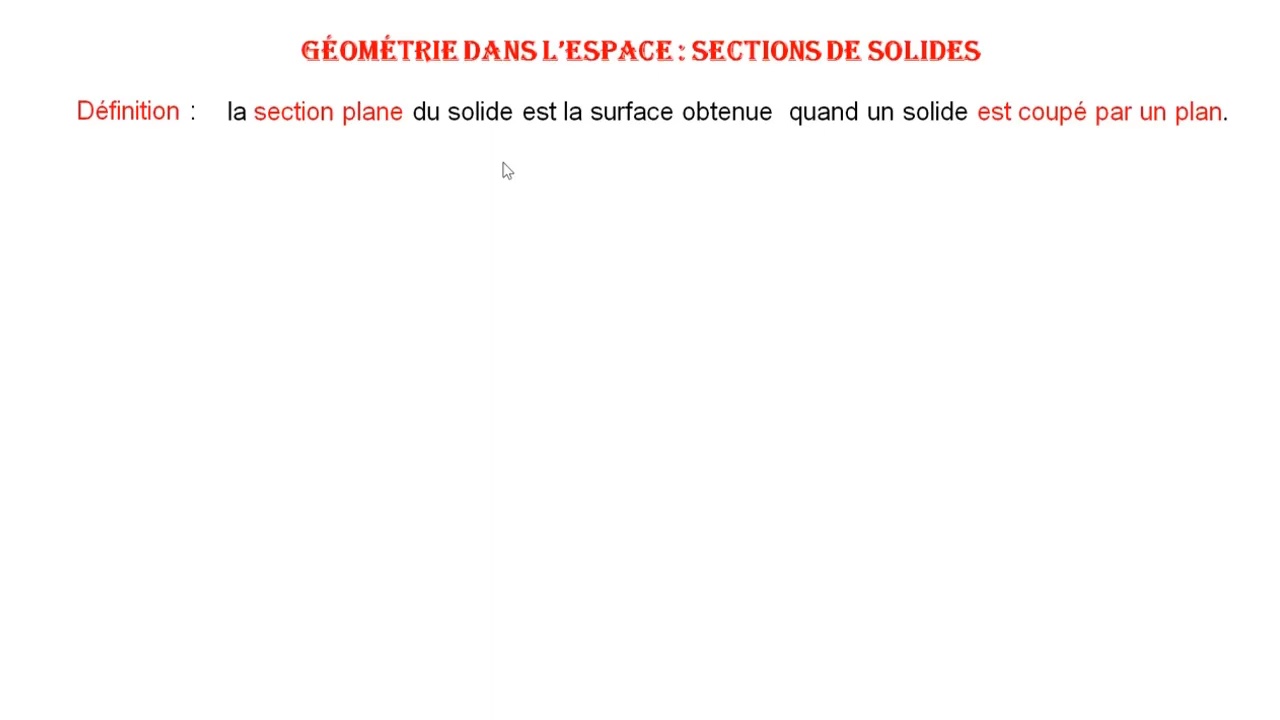 GÉOMÉTRIE DANS L'ESPACE : SECTIONS DE SOLIDES
Définition : la section plane du solide est la surface obtenue quand un solide est coupé par un plan.